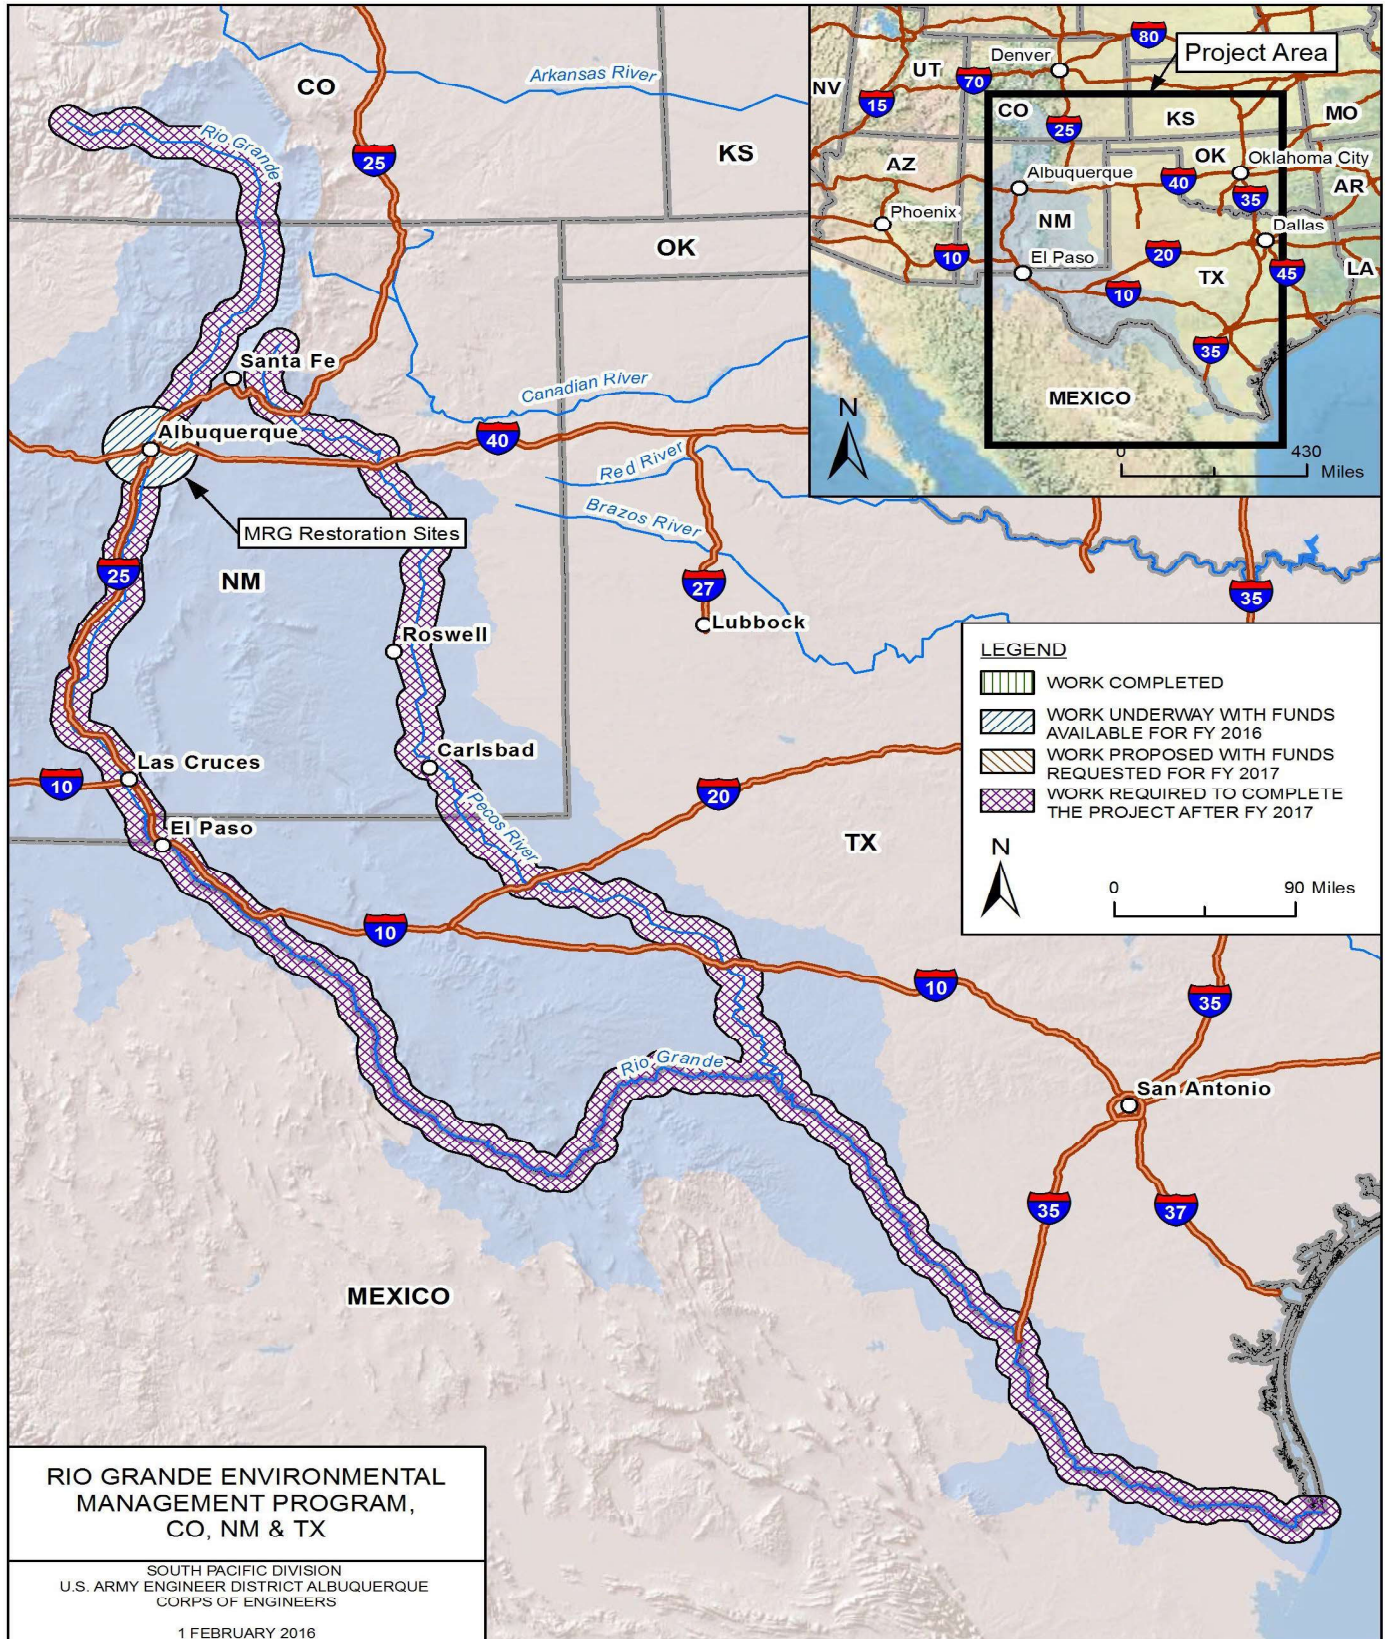 Arkansas River
CO
Rio Grande
25
KS
OK
Santa Fe
Canadian River
Albuquerque
40
Red River
Brazos River
MRG Restoration Sites
25
NM
27
Lubbock
35
Roswell
Carlsbad
Las Cruces
10
20
Pecos River
El Paso
TX
10
10
35
Rio Grande
San Antonio
35
37
MEXICO
80
Denver
Project Area
UT
70
NV
15
CO
KS
MO
25
AZ
OK
Oklahoma City
Albuquerque
40
AR
35
Phoenix
NM
Dallas
El Paso
10
20
45
LA
TX
10
35
MEXICO
N
0 430
Miles
LEGEND
WORK COMPLETED
WORK UNDERWAY WITH FUNDS
AVAILABLE FOR FY 2016
WORK PROPOSED WITH FUNDS
REQUESTED FOR FY 2017
WORK REQUIRED TO COMPLETE
THE PROJECT AFTER FY 2017
N
0 90 Miles
RIO GRANDE ENVIRONMENTAL
MANAGEMENT PROGRAM,
CO, NM & TX
SOUTH PACIFIC DIVISION
U.S. ARMY ENGINEER DISTRICT ALBUQUERQUE
CORPS OF ENGINEERS
1 FEBRUARY 2016